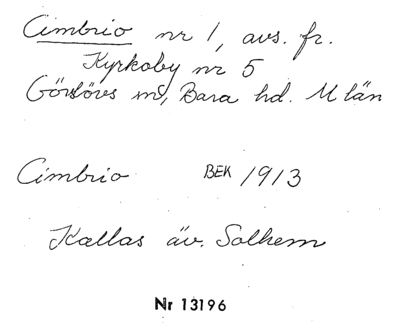 Cimbrio nr 1, avs. fr.
Kyrkoby nr 5
Görslövs sn, Bara hd. M län
Cimbrio BEK 1913
Kallas äv. Solhem
Nr 13196